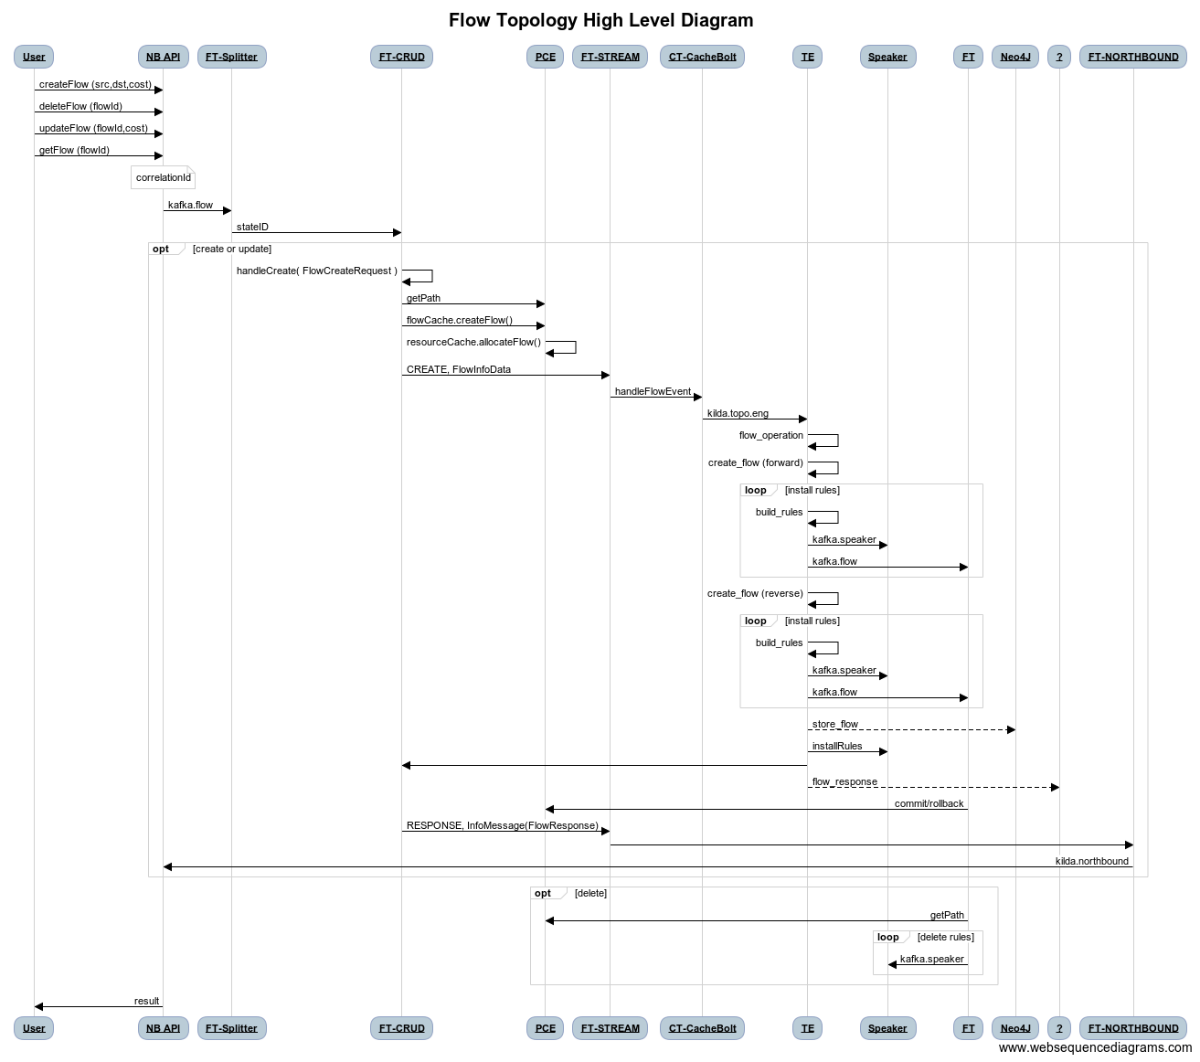 Flow Topology High Level Diagram
User NB API FT-Splitter FT-CRUD PCE FT-STREAM CT-CacheBolt TE Speaker FT Neo4J ? FT-NORTHBOUND
createFlow (src,dst,cost)
deleteFlow (flowId)
updateFlow (flowId,cost)
getFlow (flowId)
correlationId
kafka.flow
stateID
opt [create or update]
handleCreate( FlowCreateRequest )
getPath
flowCache.createFlow()
resourceCache.allocateFlow()
CREATE, FlowInfoData
handleFlowEvent
kilda.topo.eng
flow_operation
create_flow (forward)
loop [install rules]
build_rules
kafka.speaker
kafka.flow
create_flow (reverse)
loop [install rules]
build_rules
kafka.speaker
kafka.flow
store_flow
installRules
flow_response
commit/rollback
RESPONSE, InfoMessage(FlowResponse)
kilda.northbound
opt [delete]
getPath
loop [delete rules]
kafka.speaker
result
User NB API FT-Splitter FT-CRUD PCE FT-STREAM CT-CacheBolt TE Speaker FT Neo4J ? FT-NORTHBOUND
www.websequencediagrams.com